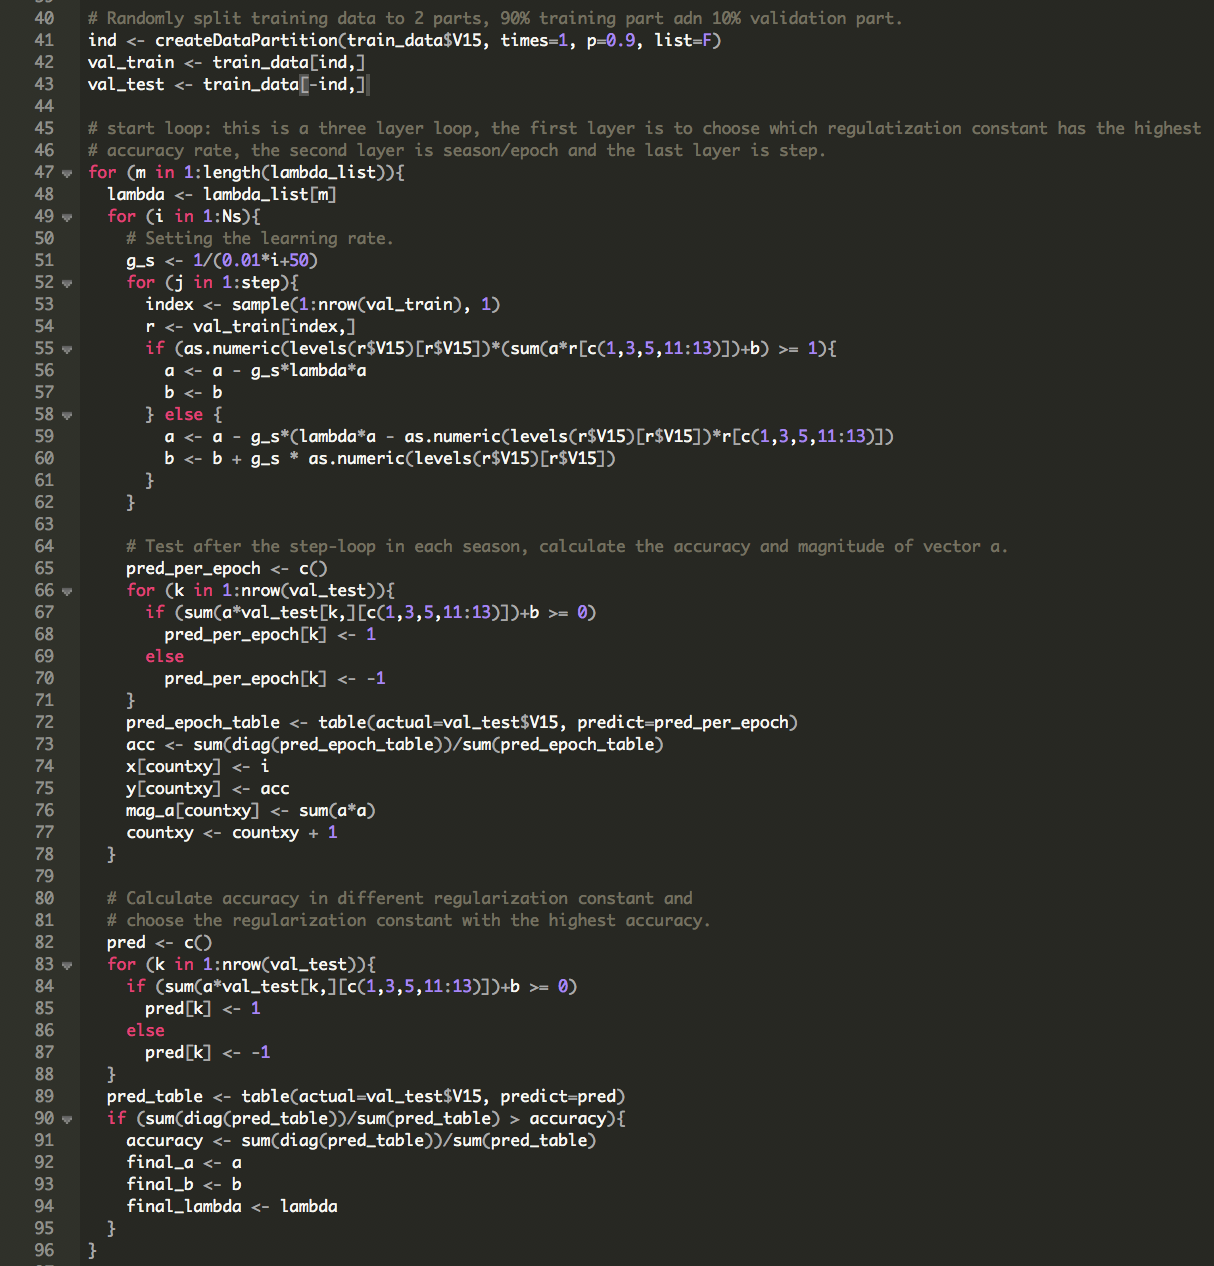 40 # Randomly split training data to 2 parts, 90% training part adn 10% validation part.
41 ind <- createDataPartition(train_data$V15, times=1, p=0.9, list=F)
42 val_train <- train_data[ind,]
43 val_test <- train_data[-ind,]
44
45 # start loop: this is a three layer loop, the first layer is to choose which regulatization constant has the highest
46 # accuracy rate, the second layer is season/epoch and the last layer is step.
47 for (m in 1:length(lambda_list)){
48   lambda <- lambda_list[m]
49   for (i in 1:Ns){
50     # Setting the learning rate.
51     g_s <- 1/(0.01*i+50)
52     for (j in 1:step){
53       index <- sample(1:nrow(val_train), 1)
54       r <- val_train[index,]
55       if (as.numeric(levels(r$V15)[r$V15])*(sum(a*r[c(1,3,5,11:13)])+b) >= 1){
56         a <- a - g_s*lambda*a
57         b <- b
58       } else {
59         a <- a - g_s*(lambda*a - as.numeric(levels(r$V15)[r$V15])*r[c(1,3,5,11:13)])
60         b <- b + g_s * as.numeric(levels(r$V15)[r$V15])
61       }
62     }
63
64     # Test after the step-loop in each season, calculate the accuracy and magnitude of vector a.
65     pred_per_epoch <- c()
66     for (k in 1:nrow(val_test)){
67       if (sum(a*val_test[k,][c(1,3,5,11:13)])+b >= 0)
68         pred_per_epoch[k] <- 1
69       else
70         pred_per_epoch[k] <- -1
71     }
72     pred_epoch_table <- table(actual=val_test$V15, predict=pred_per_epoch)
73     acc <- sum(diag(pred_epoch_table))/sum(pred_epoch_table)
74     x[countxy] <- i
75     y[countxy] <- acc
76     mag_a[countxy] <- sum(a*a)
77     countxy <- countxy + 1
78   }
79
80   # Calculate accuracy in different regularization constant and
81   # choose the regularization constant with the highest accuracy.
82   pred <- c()
83   for (k in 1:nrow(val_test)){
84     if (sum(a*val_test[k,][c(1,3,5,11:13)])+b >= 0)
85       pred[k] <- 1
86     else
87       pred[k] <- -1
88   }
89   pred_table <- table(actual=val_test$V15, predict=pred)
90   if (sum(diag(pred_table))/sum(pred_table) > accuracy){
91     accuracy <- sum(diag(pred_table))/sum(pred_table)
92     final_a <- a
93     final_b <- b
94     final_lambda <- lambda
95   }
96 }